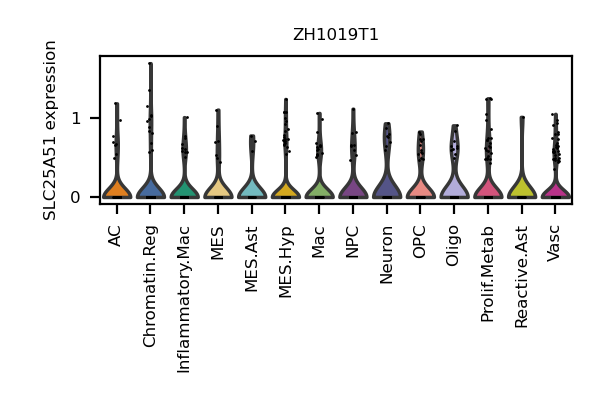 ZH1019T1
SLC25A51 expression
1
0
AC
Chromatin.Reg
Inflammatory.Mac
MES
MES.Ast
MES.Hyp
Mac
NPC
Neuron
OPC
Oligo
Prolif.Metab
Reactive.Ast
Vasc